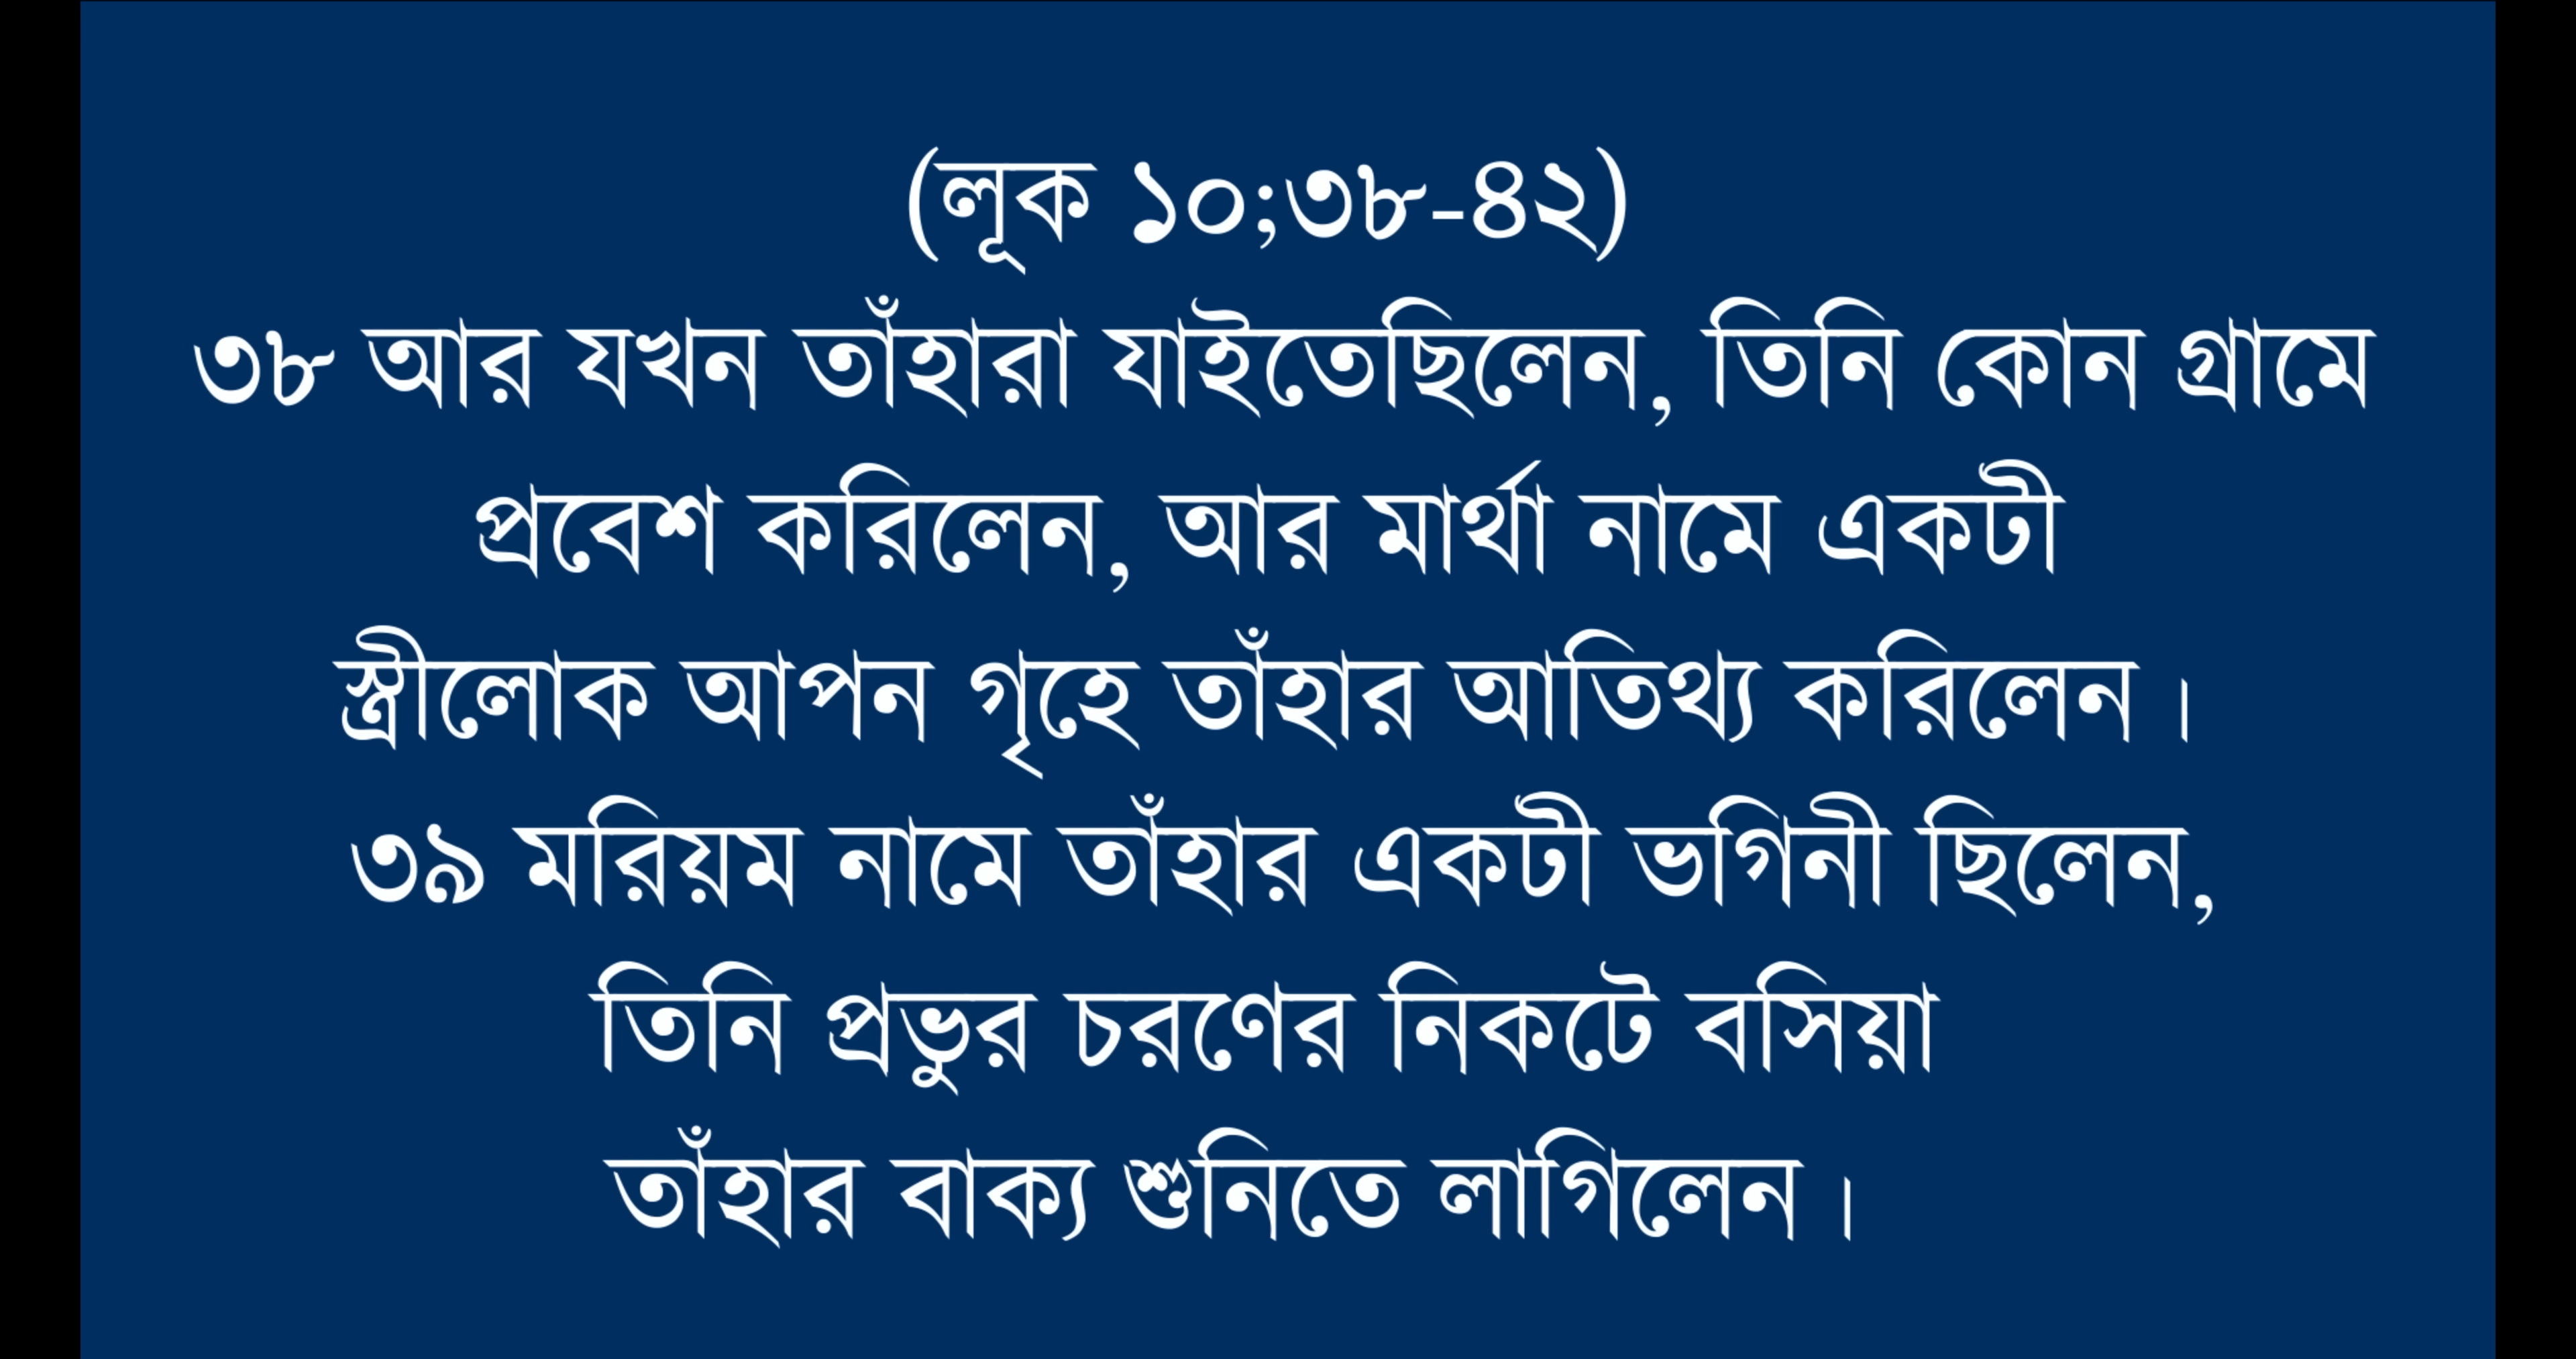 (লূক ১০;৩৮-৪২)
৩৮ আর যখন তাঁহারা যাইতেছিলেন, তিনি কোন গ্রামে
প্রবেশ করিলেন, আর মার্থা নামে একটী
স্ত্রীলোক আপন গৃহে তাঁহার আতিথ্য করিলেন।
৩৯ মরিয়ম নামে তাঁহার একটী ভগিনী ছিলেন,
তিনি প্রভুর চরণের নিকটে বসিয়া
তাঁহার বাক্য শুনিতে লাগিলেন।